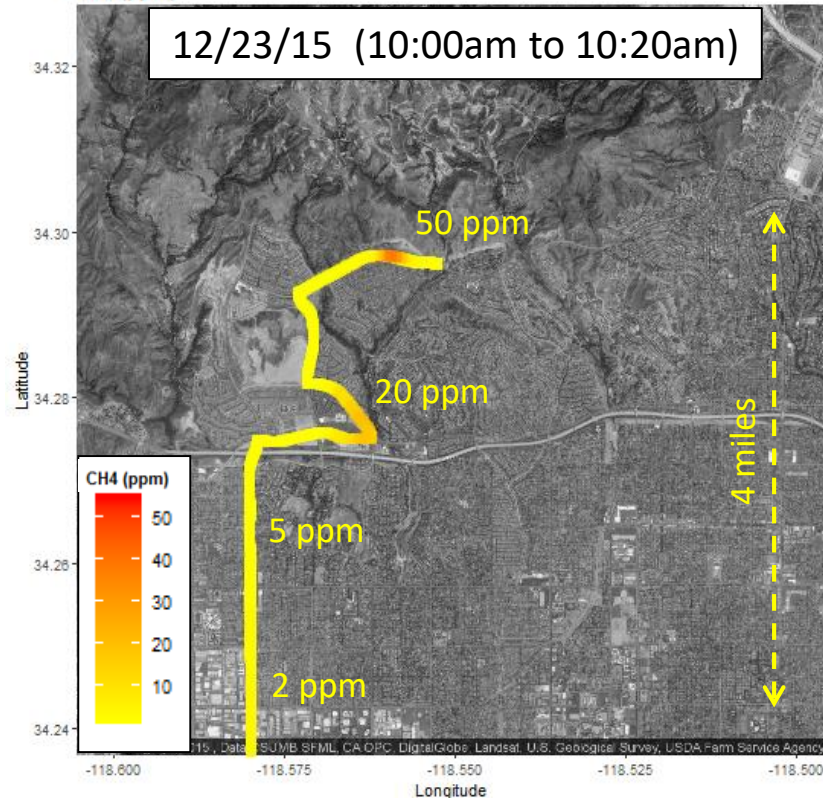 12/23/15 (10:00am to 10:20am)
34.32
34.30
34.28
34.26
34.24
Latitude
50 ppm
20 ppm
5 ppm
2 ppm
4 miles
CH4 (ppm)
50
40
30
20
10
015, Data CSUMB SFML, CA OPC, DigitalGlobe, Landsat, U.S. Geological Survey, USDA Farm Service Agency
-118.600
-118.575
-118.550
-118.525
-118.500
Longitude